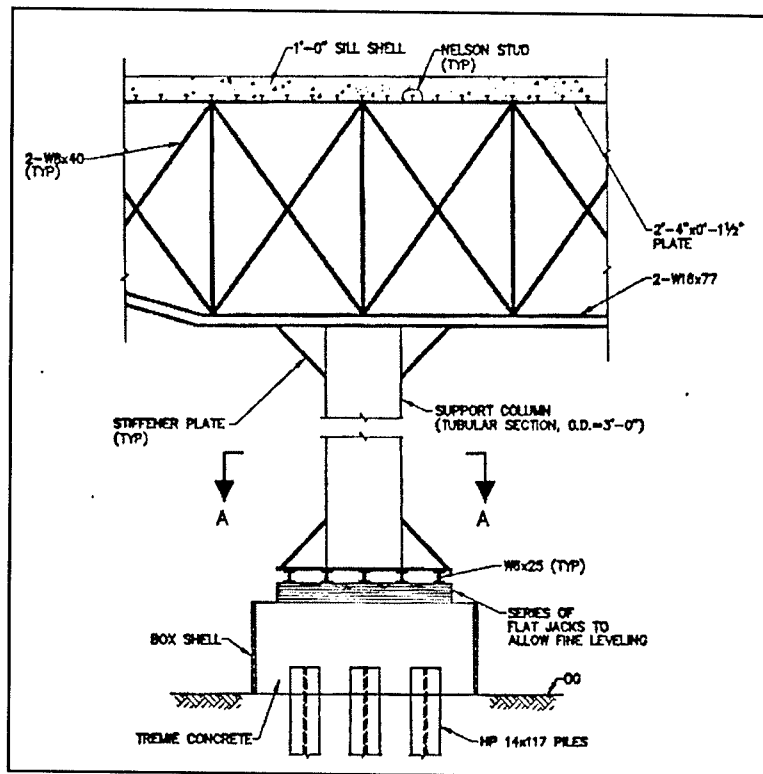 1'-0" SILL SHELL
NELSON STUD
(TYP)
2-W8x40
(TYP)
2'-4"x0'-1½"
PLATE
2-W16x77
STIFFENER PLATE
(TYP)
SUPPORT COLUMN
(TUBULAR SECTION, O.D.=3'-0")
A
A
W6x25 (TYP)
SERIES OF
FLAT JACKS TO
ALLOW FINE LEVELING
BOX SHELL
OG
TREMIE CONCRETE
HP 14x117 PILES